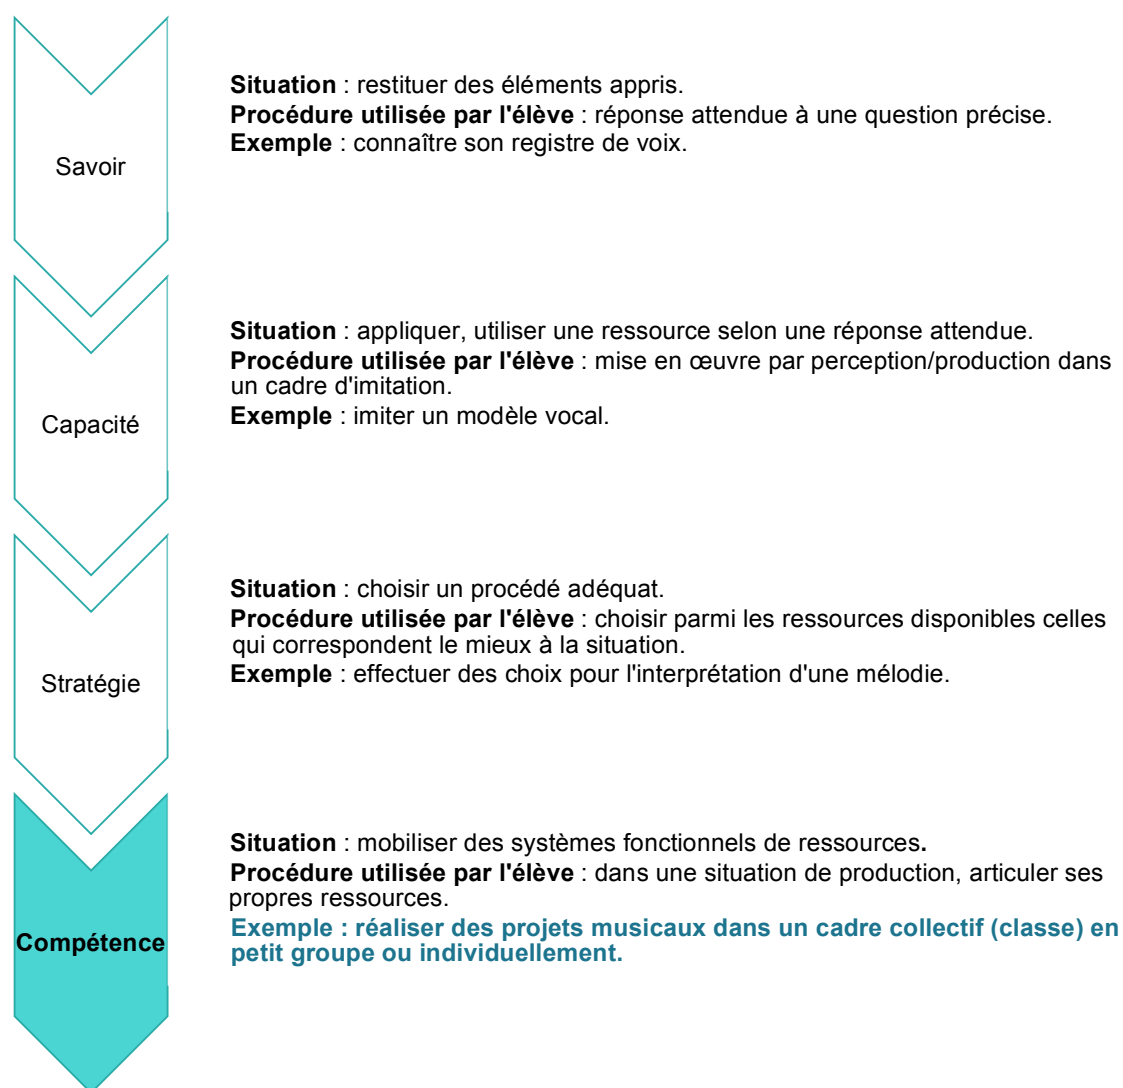 Savoir
Situation : restituer des éléments appris.
Procédure utilisée par l'élève : réponse attendue à une question précise.
Exemple : connaître son registre de voix.
Capacité
Situation : appliquer, utiliser une ressource selon une réponse attendue.
Procédure utilisée par l'élève : mise en œuvre par perception/production dans
un cadre d'imitation.
Exemple : imiter un modèle vocal.
Stratégie
Situation : choisir un procédé adéquat.
Procédure utilisée par l'élève : choisir parmi les ressources disponibles celles
qui correspondent le mieux à la situation.
Exemple : effectuer des choix pour l'interprétation d'une mélodie.
Compétence
Situation : mobiliser des systèmes fonctionnels de ressources.
Procédure utilisée par l'élève : dans une situation de production, articuler ses
propres ressources.
Exemple : réaliser des projets musicaux dans un cadre collectif (classe) en
petit groupe ou individuellement.